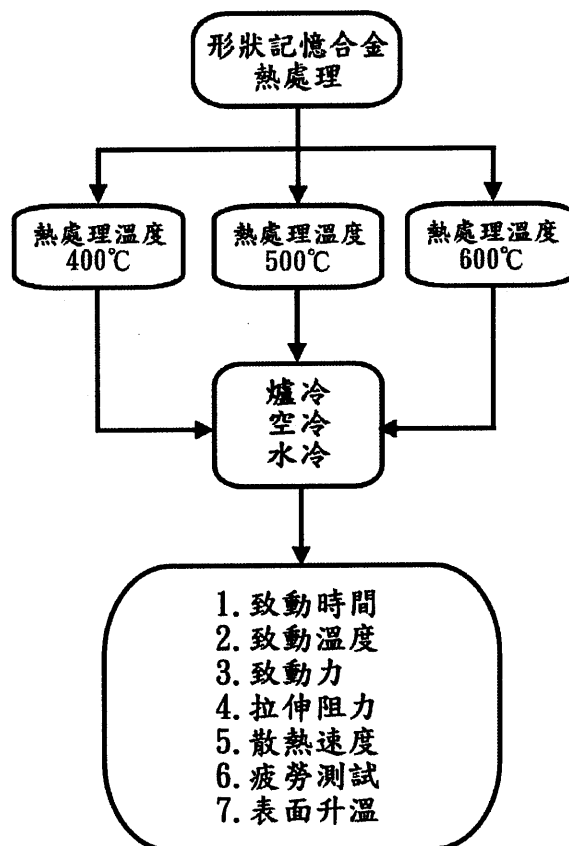 形狀記憶合金
熱處理
熱處理溫度
400℃
熱處理溫度
500℃
熱處理溫度
600℃
爐冷
空冷
水冷
1. 致動時間
2. 致動溫度
3. 致動力
4. 拉伸阻力
5. 散熱速度
6. 疲勞測試
7. 表面升溫